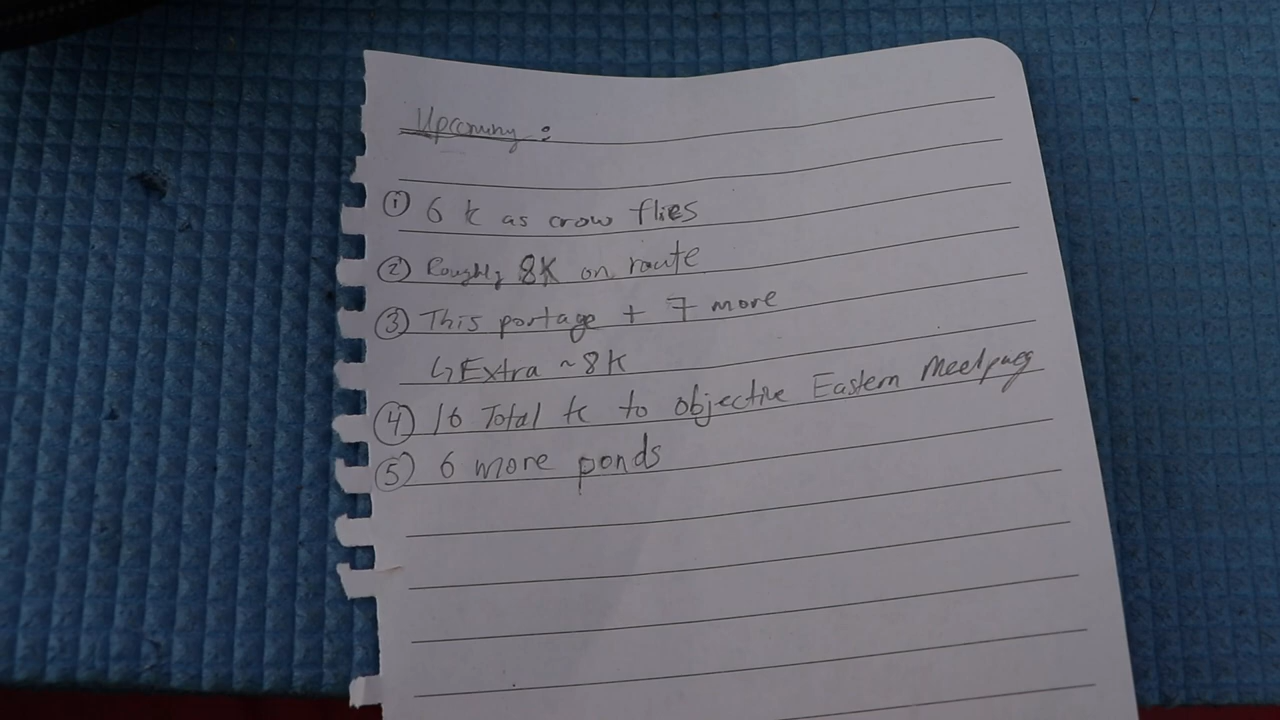 Upcoming :
① 6 k as crow flies
② Roughly 8K on route
③ This portage + 7 more
↳ Extra ~ 8K
④ 16 Total k to objective Eastern Meelpaeg
⑤ 6 more ponds